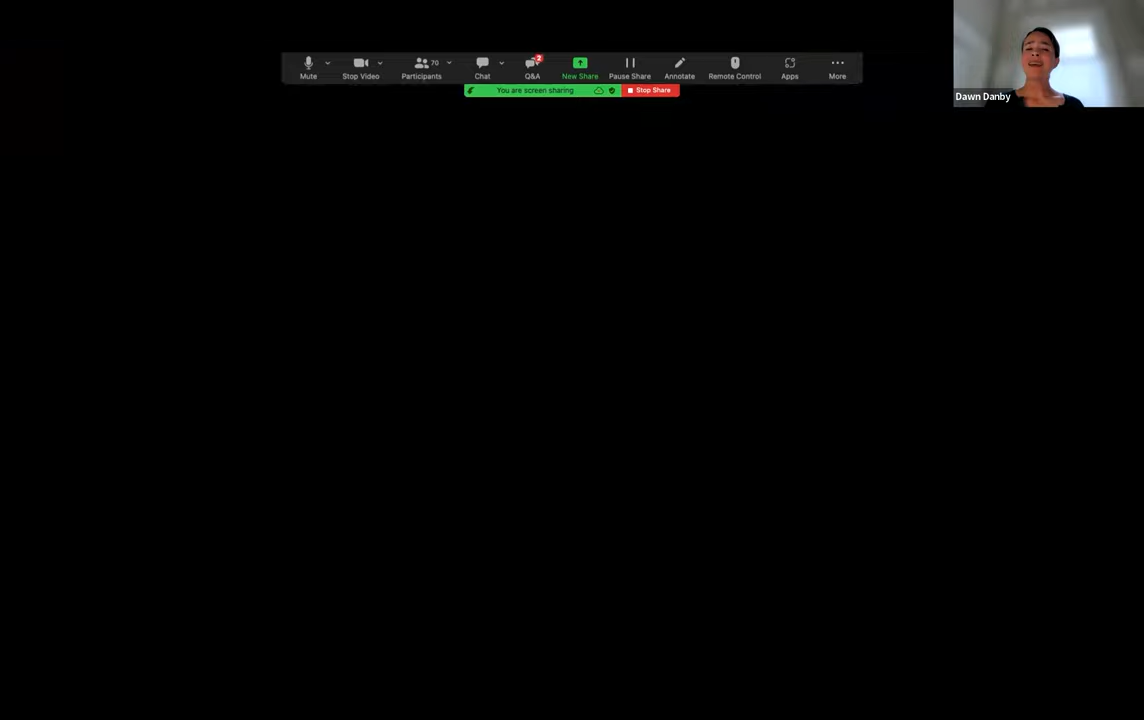 70
2
Mute Stop Video Participants Chat Q&A New Share Pause Share Annotate Remote Control Apps More
You are screen sharing Stop Share
Dawn Danby